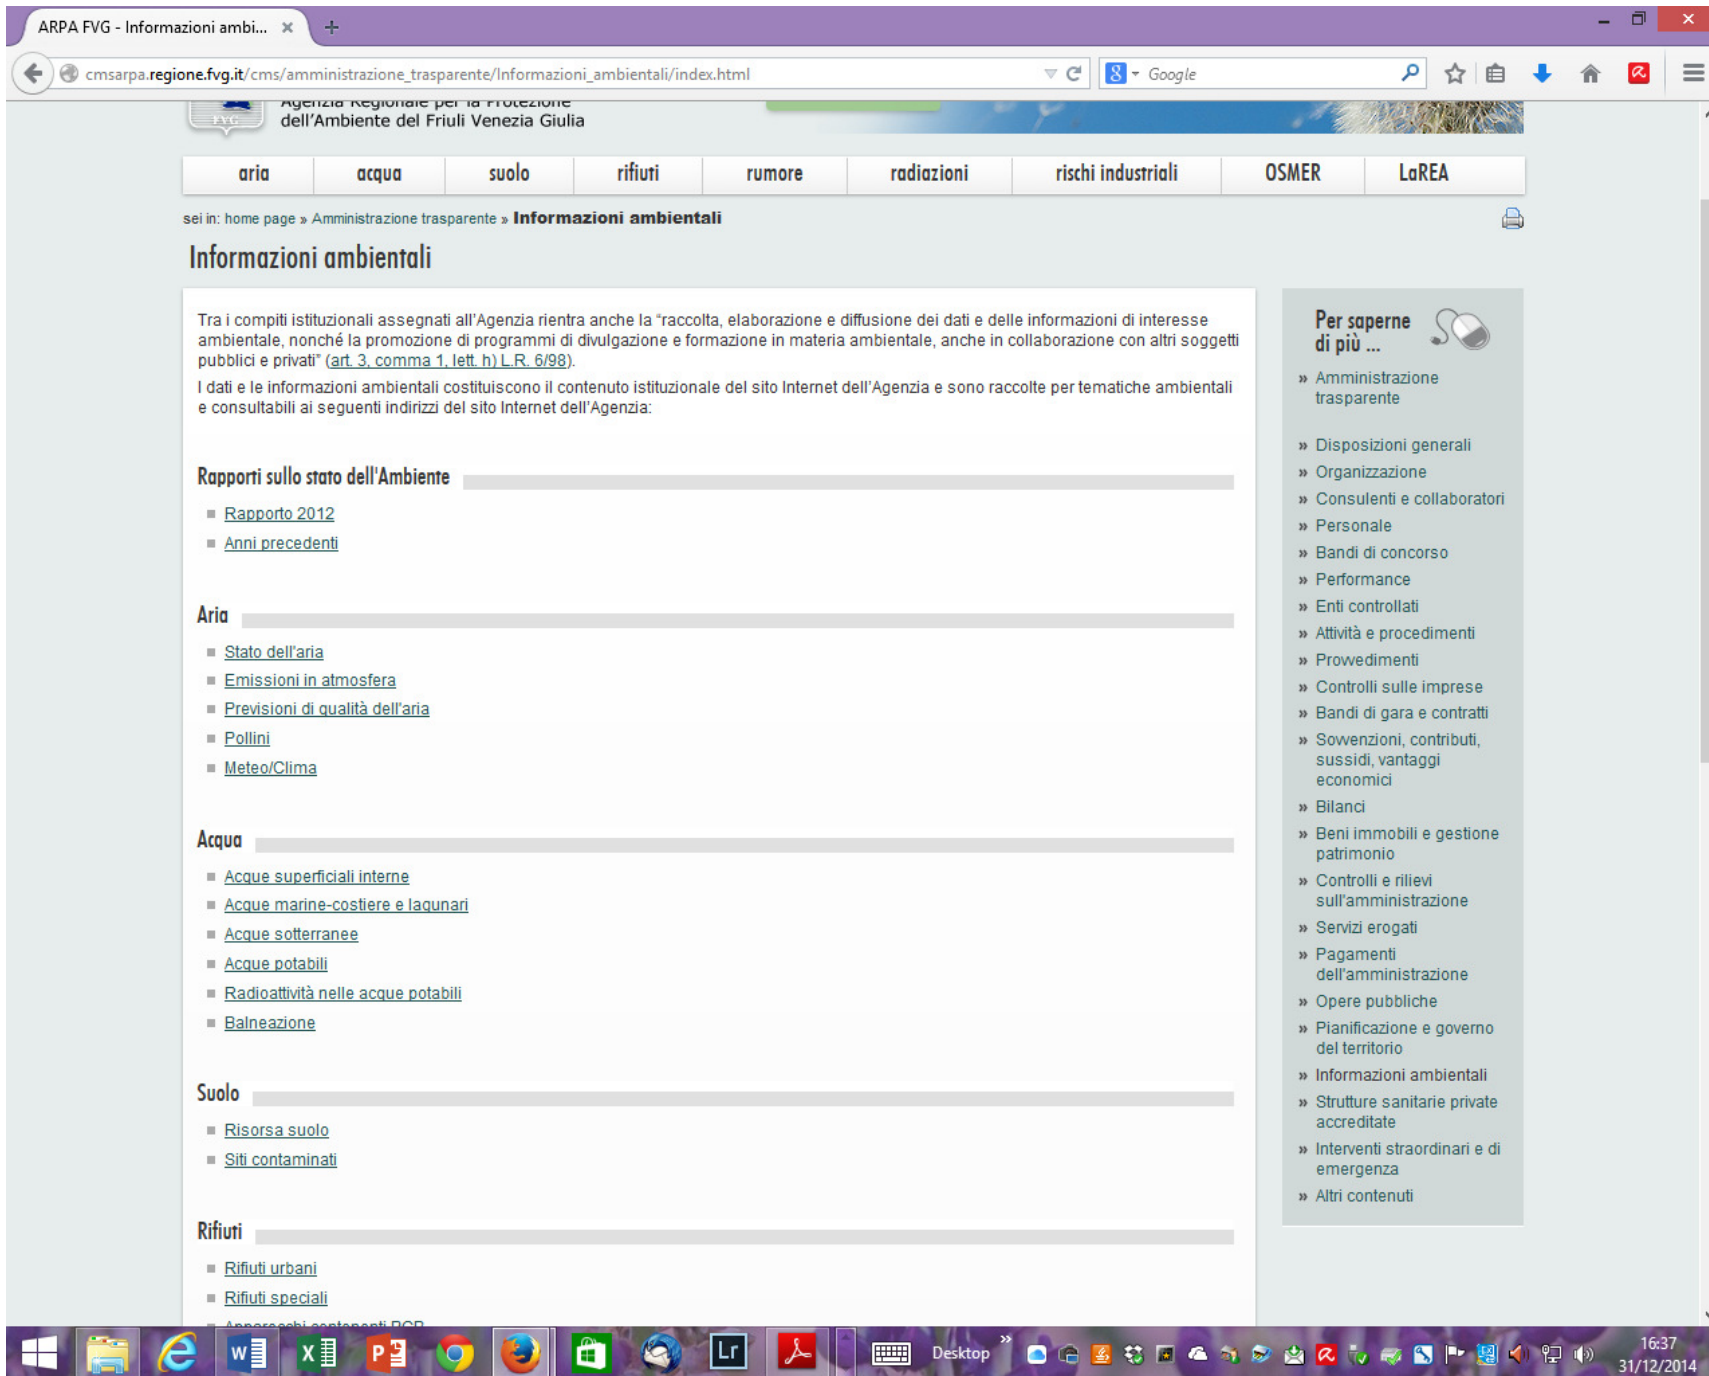 ARPA FVG - Informazioni ambi...
cmsarpa.regione.fvg.it/cms/amministrazione_trasparente/Informazioni_ambientali/index.html
Google
Agenzia Regionale per la Protezione
dell'Ambiente del Friuli Venezia Giulia
FVG
aria acqua suolo rifiuti rumore radiazioni rischi industriali OSMER LaREA
sei in: home page » Amministrazione trasparente » Informazioni ambientali
Informazioni ambientali
Tra i compiti istituzionali assegnati all'Agenzia rientra anche la “raccolta, elaborazione e diffusione dei dati e delle informazioni di interesse
ambientale, nonché la promozione di programmi di divulgazione e formazione in materia ambientale, anche in collaborazione con altri soggetti
pubblici e privati” (art. 3, comma 1, lett. h) L.R. 6/98).
I dati e le informazioni ambientali costituiscono il contenuto istituzionale del sito Internet dell'Agenzia e sono raccolte per tematiche ambientali
e consultabili ai seguenti indirizzi del sito Internet dell'Agenzia:
Rapporti sullo stato dell'Ambiente
Rapporto 2012
Anni precedenti
Aria
Stato dell'aria
Emissioni in atmosfera
Previsioni di qualità dell'aria
Pollini
Meteo/Clima
Acqua
Acque superficiali interne
Acque marine-costiere e lagunari
Acque sotterranee
Acque potabili
Radioattività nelle acque potabili
Balneazione
Suolo
Risorsa suolo
Siti contaminati
Rifiuti
Rifiuti urbani
Rifiuti speciali
Apparecchi contenenti PCB
Per saperne
di più ...
» Amministrazione
trasparente
» Disposizioni generali
» Organizzazione
» Consulenti e collaboratori
» Personale
» Bandi di concorso
» Performance
» Enti controllati
» Attività e procedimenti
» Provvedimenti
» Controlli sulle imprese
» Bandi di gara e contratti
» Sovvenzioni, contributi,
sussidi, vantaggi
economici
» Bilanci
» Beni immobili e gestione
patrimonio
» Controlli e rilievi
sull'amministrazione
» Servizi erogati
» Pagamenti
dell'amministrazione
» Opere pubbliche
» Pianificazione e governo
del territorio
» Informazioni ambientali
» Strutture sanitarie private
accreditate
» Interventi straordinari e di
emergenza
» Altri contenuti
Lr
Desktop »
16:37
31/12/2014